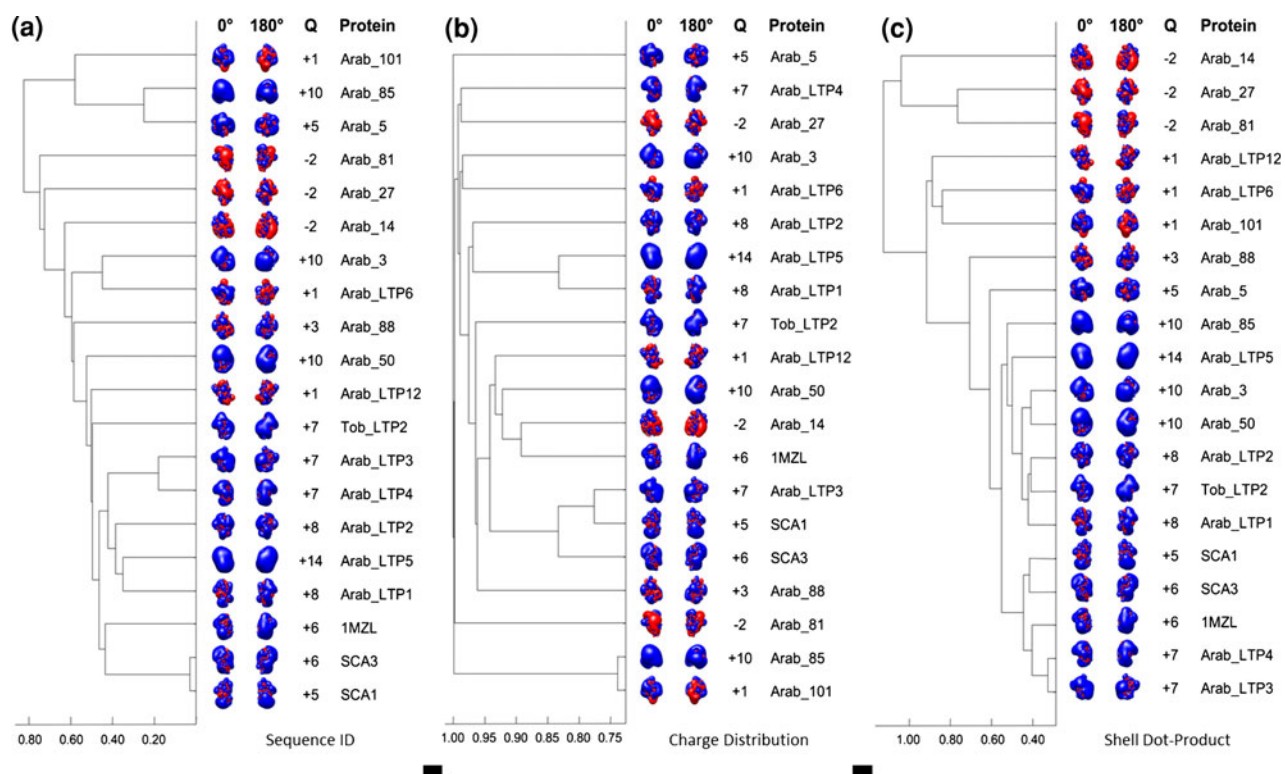 (a)
0° 180° Q Protein
+1 Arab_101
+10 Arab_85
+5 Arab_5
-2 Arab_81
-2 Arab_27
-2 Arab_14
+10 Arab_3
+1 Arab_LTP6
+3 Arab_88
+10 Arab_50
+1 Arab_LTP12
+7 Tob_LTP2
+7 Arab_LTP3
+7 Arab_LTP4
+8 Arab_LTP2
+14 Arab_LTP5
+8 Arab_LTP1
+6 1MZL
+6 SCA3
+5 SCA1
0.80 0.60 0.40 0.20
Sequence ID
(b)
0° 180° Q Protein
+5 Arab_5
+7 Arab_LTP4
-2 Arab_27
+10 Arab_3
+1 Arab_LTP6
+8 Arab_LTP2
+14 Arab_LTP5
+8 Arab_LTP1
+7 Tob_LTP2
+1 Arab_LTP12
+10 Arab_50
-2 Arab_14
+6 1MZL
+7 Arab_LTP3
+5 SCA1
+6 SCA3
+3 Arab_88
-2 Arab_81
+10 Arab_85
+1 Arab_101
1.00 0.95 0.90 0.85 0.80 0.75
Charge Distribution
(c)
0° 180° Q Protein
-2 Arab_14
-2 Arab_27
-2 Arab_81
+1 Arab_LTP12
+1 Arab_LTP6
+1 Arab_101
+3 Arab_88
+5 Arab_5
+10 Arab_85
+14 Arab_LTP5
+10 Arab_3
+10 Arab_50
+8 Arab_LTP2
+7 Tob_LTP2
+8 Arab_LTP1
+5 SCA1
+6 SCA3
+6 1MZL
+7 Arab_LTP4
+7 Arab_LTP3
1.00 0.80 0.60 0.40
Shell Dot-Product